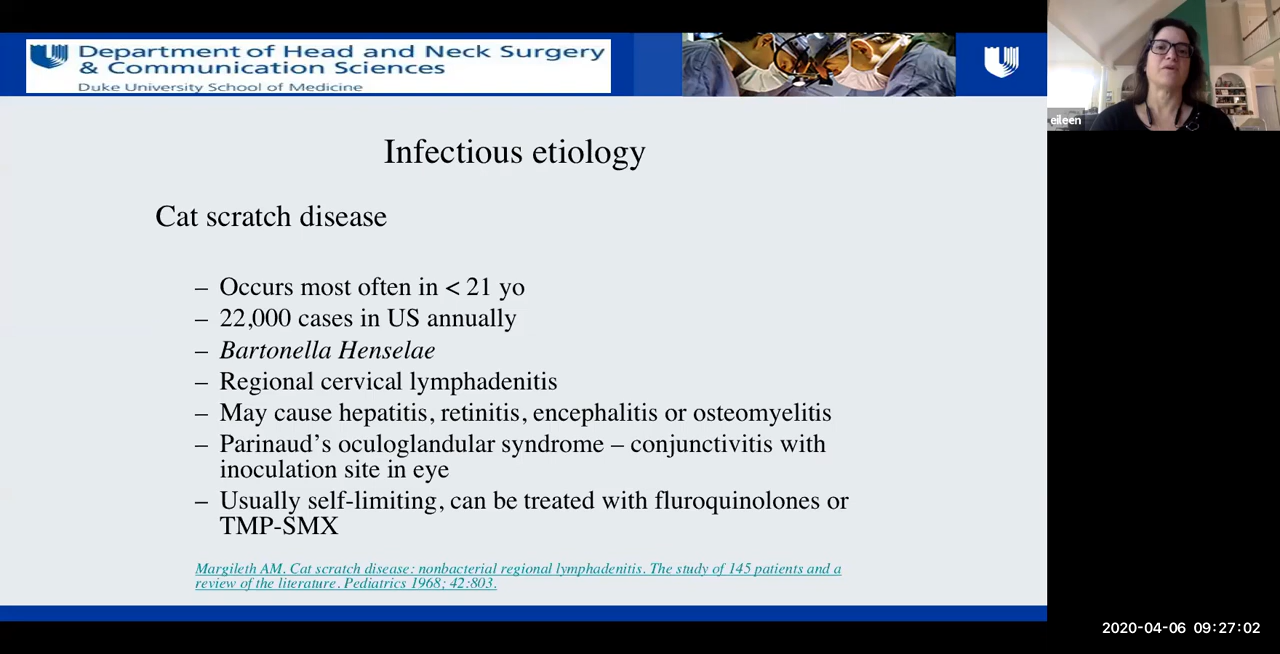 Department of Head and Neck Surgery
& Communication Sciences
Duke University School of Medicine
eileen
Infectious etiology
Cat scratch disease
– Occurs most often in < 21 yo
– 22,000 cases in US annually
– Bartonella Henselae
– Regional cervical lymphadenitis
– May cause hepatitis, retinitis, encephalitis or osteomyelitis
– Parinaud's oculoglandular syndrome – conjunctivitis with
inoculation site in eye
– Usually self-limiting, can be treated with fluroquinolones or
TMP-SMX
Margileth AM. Cat scratch disease: nonbacterial regional lymphadenitis. The study of 145 patients and a
review of the literature. Pediatrics 1968; 42:803.
2020-04-06 09:27:02